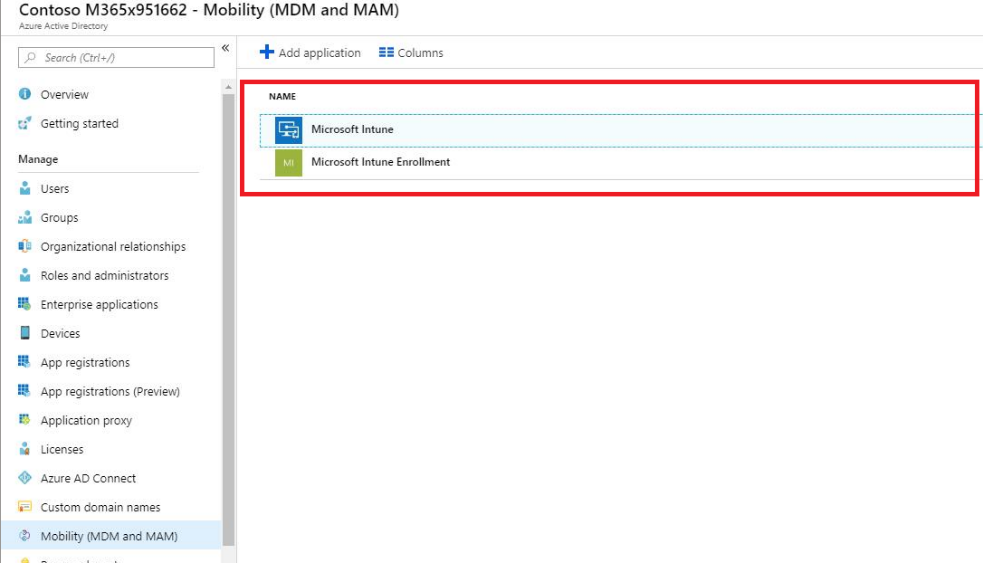 Contoso M365x951662 - Mobility (MDM and MAM)
Azure Active Directory
Search (Ctrl+/)
«
Add application Columns
Overview
Getting started
Manage
Users
Groups
Organizational relationships
Roles and administrators
Enterprise applications
Devices
App registrations
App registrations (Preview)
Application proxy
Licenses
Azure AD Connect
Custom domain names
Mobility (MDM and MAM)
NAME
Microsoft Intune
MI Microsoft Intune Enrollment